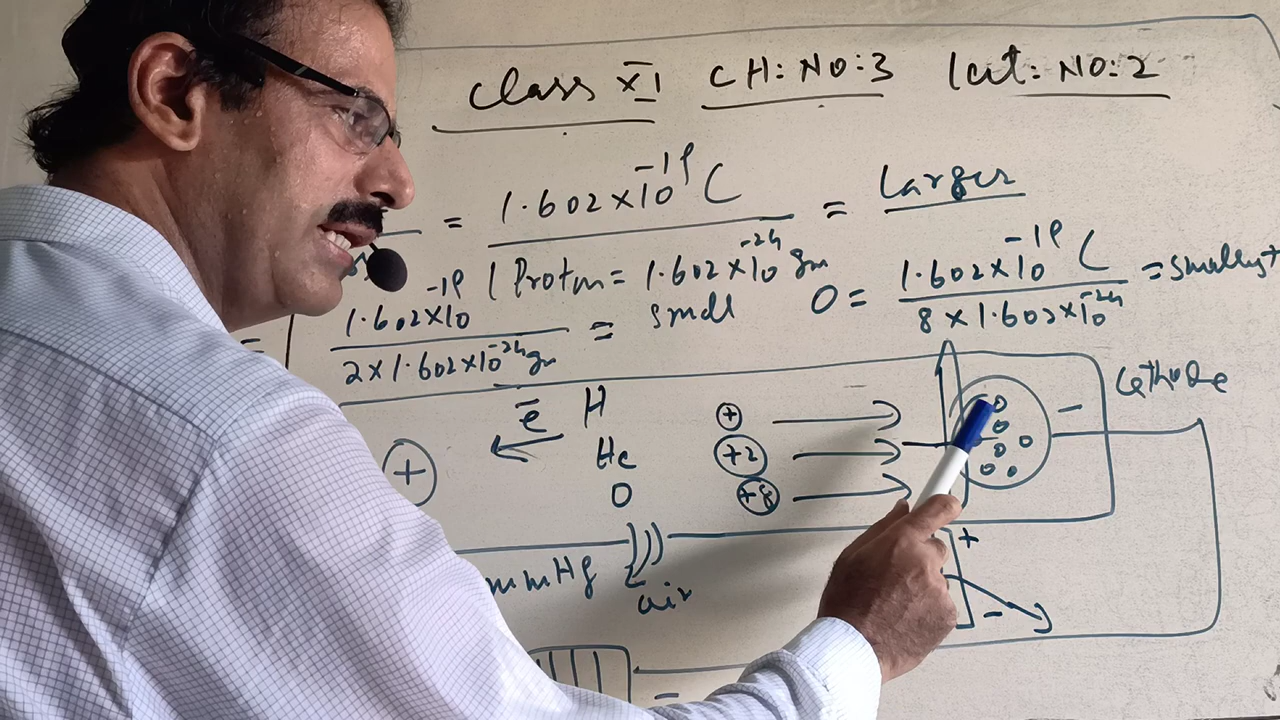 class XI CH: NO:3 lect: NO:2
= 1.602×10⁻¹⁹ C = Larger
1 Proton = 1.602×10⁻²⁴ gm
= 1.602×10⁻¹⁹ / 2×1.602×10⁻²⁴ gm = small
O = 1.602×10⁻¹⁹ C / 8×1.602×10⁻²⁴ = smallest
Cathode
ē H + −
+ He +2
O +8
mmHg air +
−
−